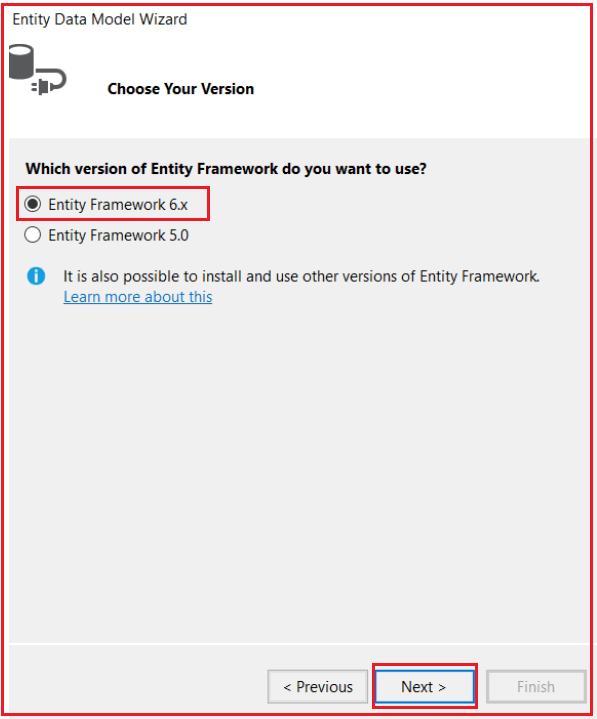 Entity Data Model Wizard
Choose Your Version
Which version of Entity Framework do you want to use?
Entity Framework 6.x
Entity Framework 5.0
It is also possible to install and use other versions of Entity Framework.
Learn more about this
< Previous Next > Finish